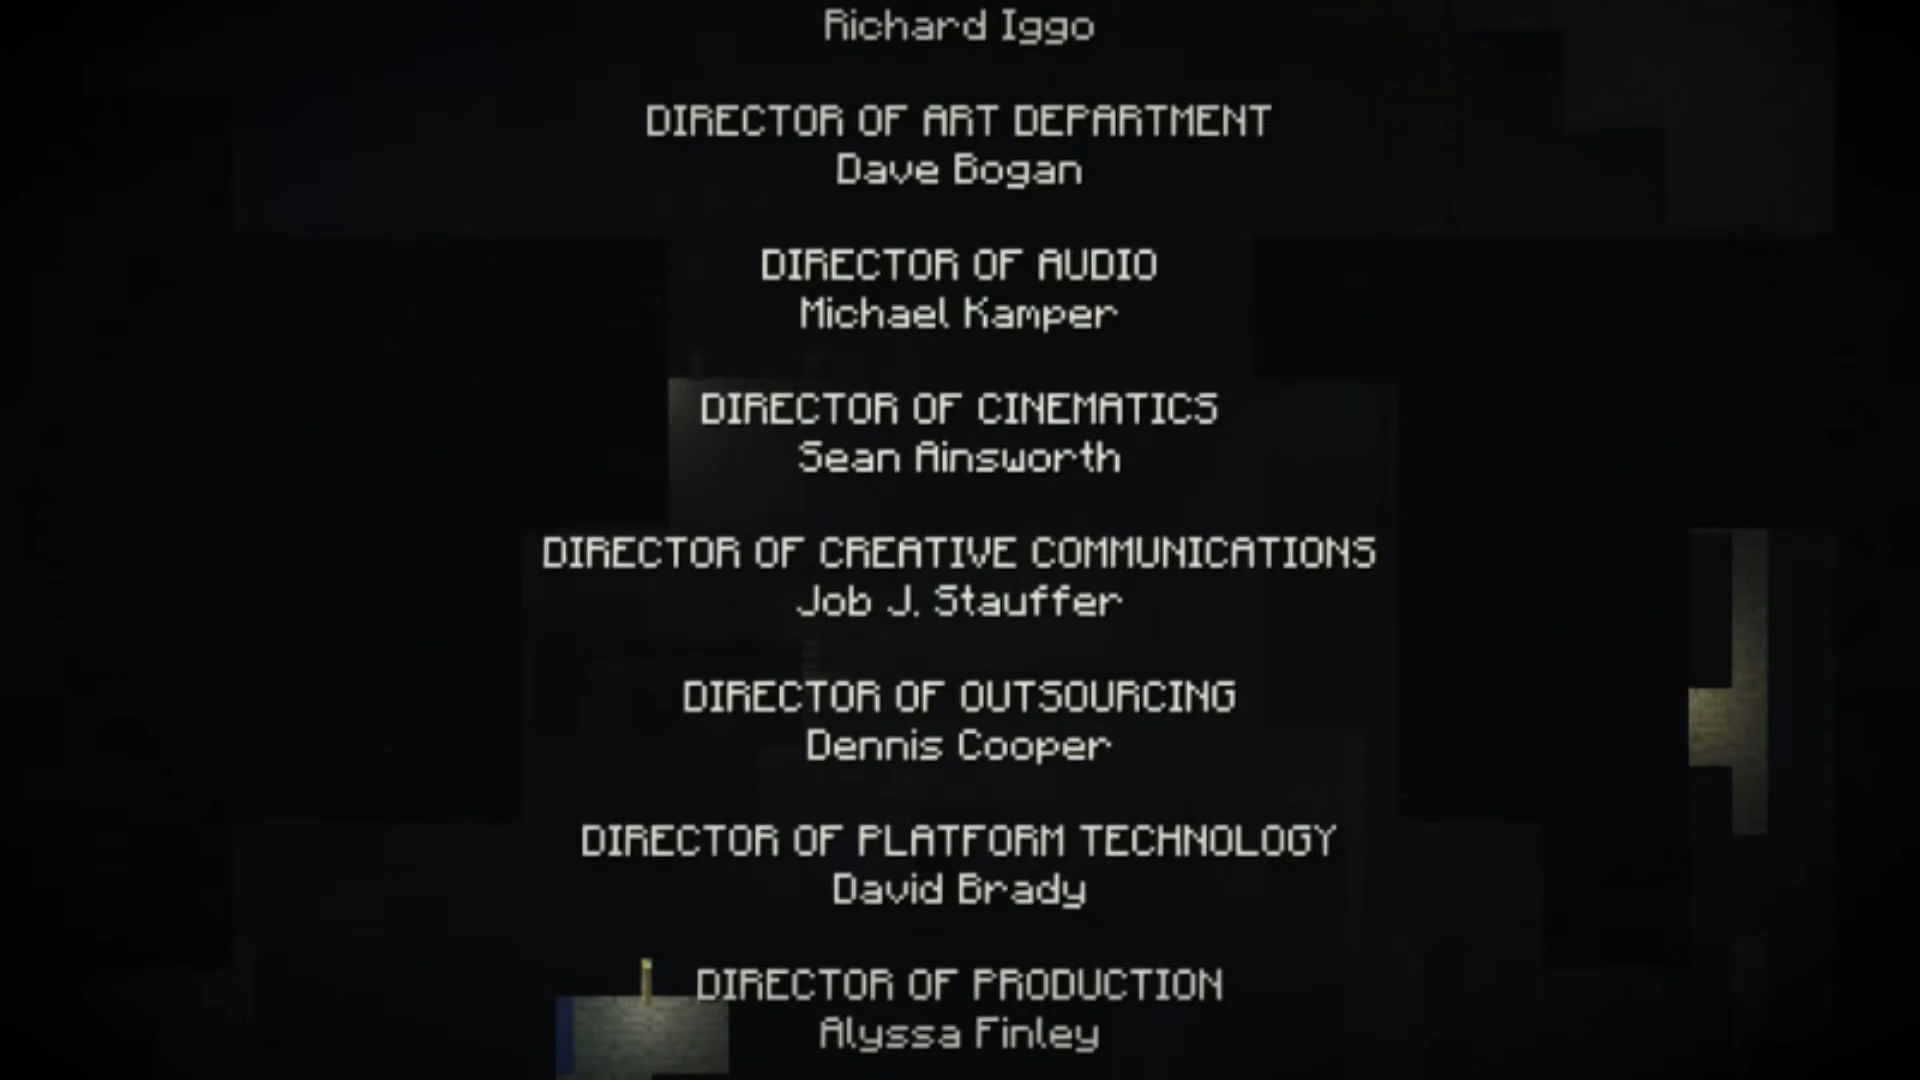 Richard Iggo
DIRECTOR OF ART DEPARTMENT
Dave Bogan
DIRECTOR OF AUDIO
Michael Kamper
DIRECTOR OF CINEMATICS
Sean Ainsworth
DIRECTOR OF CREATIVE COMMUNICATIONS
Job J. Stauffer
DIRECTOR OF OUTSOURCING
Dennis Cooper
DIRECTOR OF PLATFORM TECHNOLOGY
David Brady
DIRECTOR OF PRODUCTION
Alyssa Finley